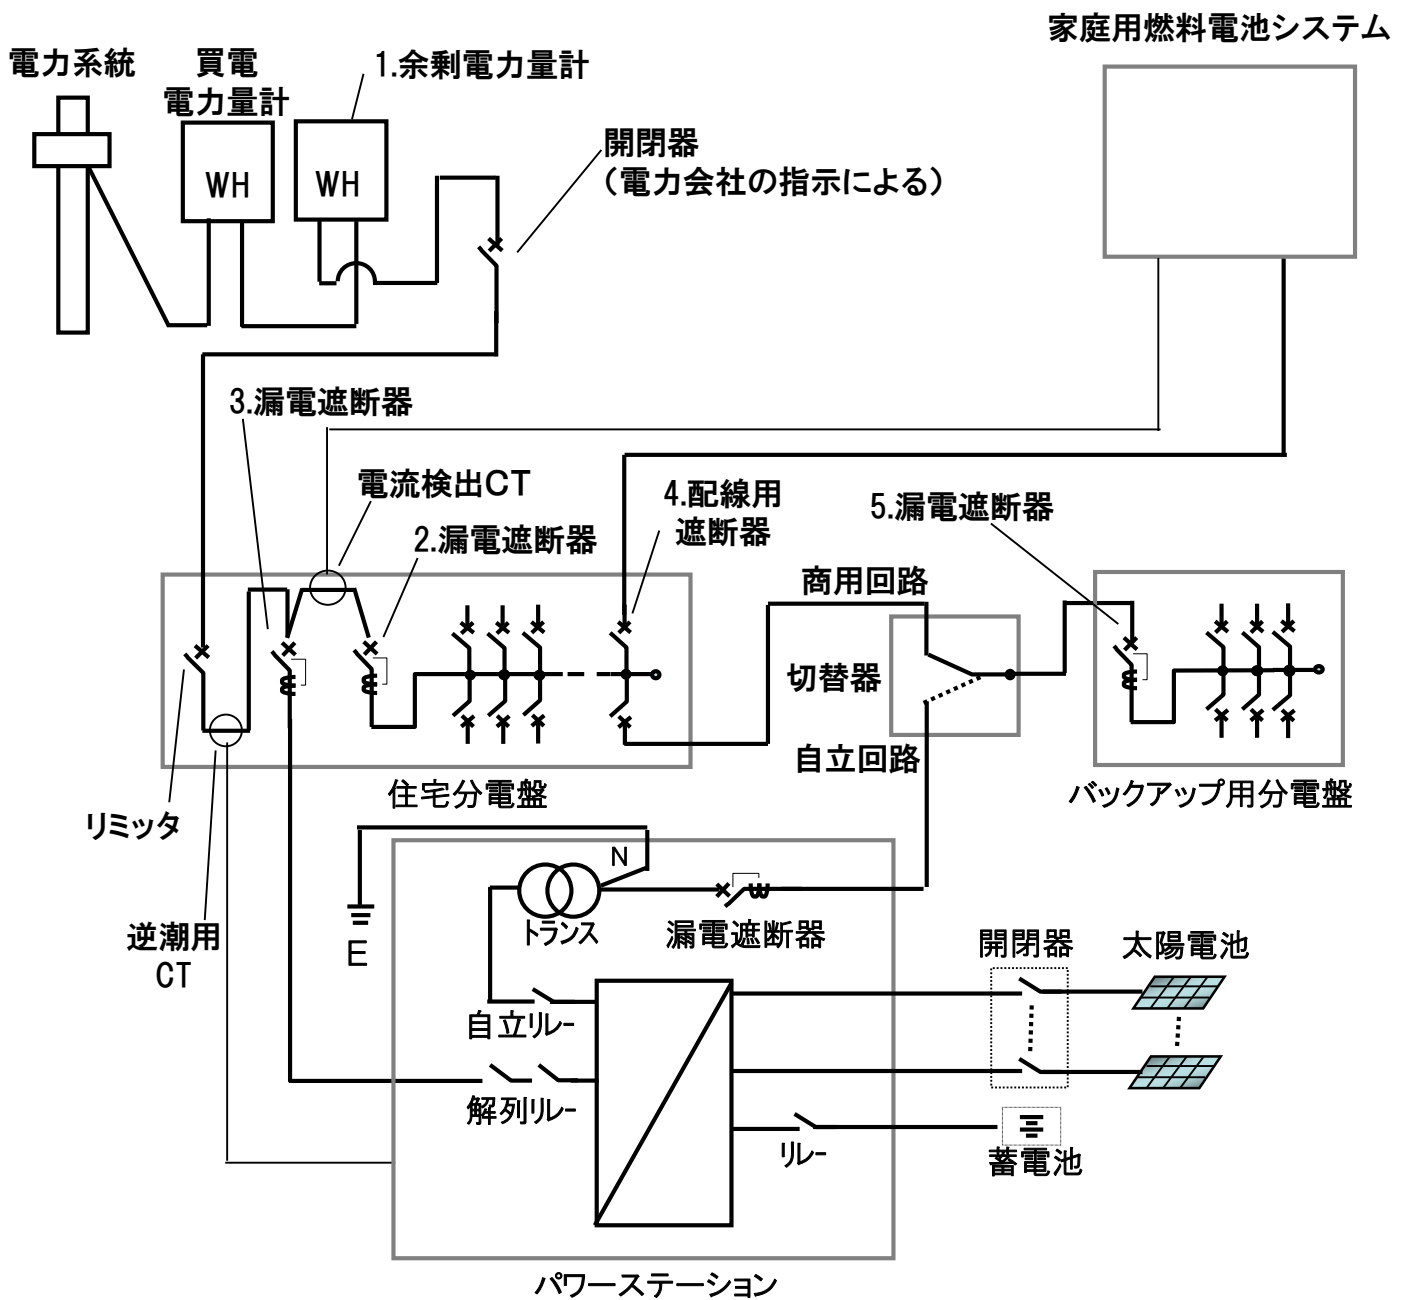 家庭用燃料電池システム
電力系統
買電
電力量計
1.余剰電力量計
WH
WH
開閉器
(電力会社の指示による)
3.漏電遮断器
電流検出CT
2.漏電遮断器
4.配線用
遮断器
5.漏電遮断器
商用回路
切替器
自立回路
住宅分電盤
バックアップ用分電盤
リミッタ
N
トランス
漏電遮断器
E
逆潮用
CT
開閉器
太陽電池
自立リレー
解列リレー
リレー
蓄電池
パワーステーション